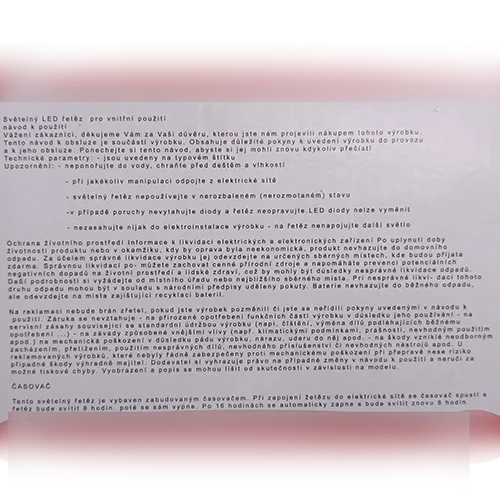 Světelný LED řetěz pro vnitřní použití
návod k použití
Vážení zákazníci, děkujeme Vám za Vaši důvěru, kterou jste nám projevili nákupem tohoto výrobku.
Tento návod k obsluze je součástí výrobku. Obsahuje důležité pokyny k uvedení výrobku do provozu
a k jeho obsluze. Ponechejte si tento návod, abyste si jej mohli znovu kdykoliv přečíst!
Technické parametry: - jsou uvedeny na typovém štítku
Upozornění: - neponořujte do vody, chraňte před deštěm a vlhkostí
- při jakékoliv manipulaci odpojte z elektrické sítě
- světelný řetěz nepoužívejte v nerozbaleném (nerozmotaném) stavu
-v případě poruchy nevytahujte diody a řetěz neopravujte.LED diody nelze vyměnit
- nezasahujte nijak do elektroinstalace výrobku - na řetěz nenapojujte další světlo
Ochrana životního prostředí informace k likvidaci elektrických a elektronických zařízení Po uplynutí doby
životnosti produktu nebo v okamžiku, kdy by oprava byla neekonomická, produkt nevhazujte do domovního
odpadu. Za účelem správné likvidace výrobku jej odevzdejte na určených sběrných místech, kde budou přijata
zdarma. Správnou likvidací po- můžete zachovat cenné přírodní zdroje a napomáháte prevenci potenciálních
negativních dopadů na životní prostředí a lidské zdraví, což by mohly být důsledky nesprávné likvidace odpadů.
Další podrobnosti si vyžádejte od místního úřadu nebo nejbližšího sběrného místa. Při nesprávné likvi- daci tohoto
druhu odpadu mohou být v souladu s národními předpisy uděleny pokuty. Baterie nevhazujte do běžného odpadu,
ale odevzdejte na místa zajišťující recyklaci baterií.
Na reklamaci nebude brán zřetel, pokud jste výrobek pozměnili či jste se neřídili pokyny uvedenými v návodu k
použití. Záruka se nevztahuje - na přirozené opotřebení funkčních částí výrobku v důsledku jeho používání - na
servisní zásahy související se standardní údržbou výrobku (např. čištění, výměna dílů podléhajících běžnému
opotřebení ...) - na závady způsobené vnějšími vlivy (např. klimatickými podmínkami, prašností, nevhodným použitím
apod.) na mechanická poškození v důsledku pádu výrobku, nárazu, úderu do něj apod. - na škody vzniklé neodborným
zacházením, přetížením, použitím nesprávných dílů, nevhodného příslušenství či nevhodných nástrojů apod. U
reklamovaných výrobků, které nebyly řádně zabezpečeny proti mechanickému poškození při přepravě nese riziko
případné škody výhradně majitel. Dodavatel si vyhrazuje právo na případné změny v návodu k použití a neručí za
možné tiskové chyby. Vyobrazení a popis se mohou lišit od skutečnosti v závislosti na modelu.
ČASOVAČ
Tento světelný řetěz je vybaven zabudovaným časovačem. Při zapojení řetězu do elektrické sítě se časovač spustí a
řetěz bude svítit 8 hodin, poté se sám vypne. Po 16 hodinách se automaticky zapne a bude svítit znovu 8 hodin